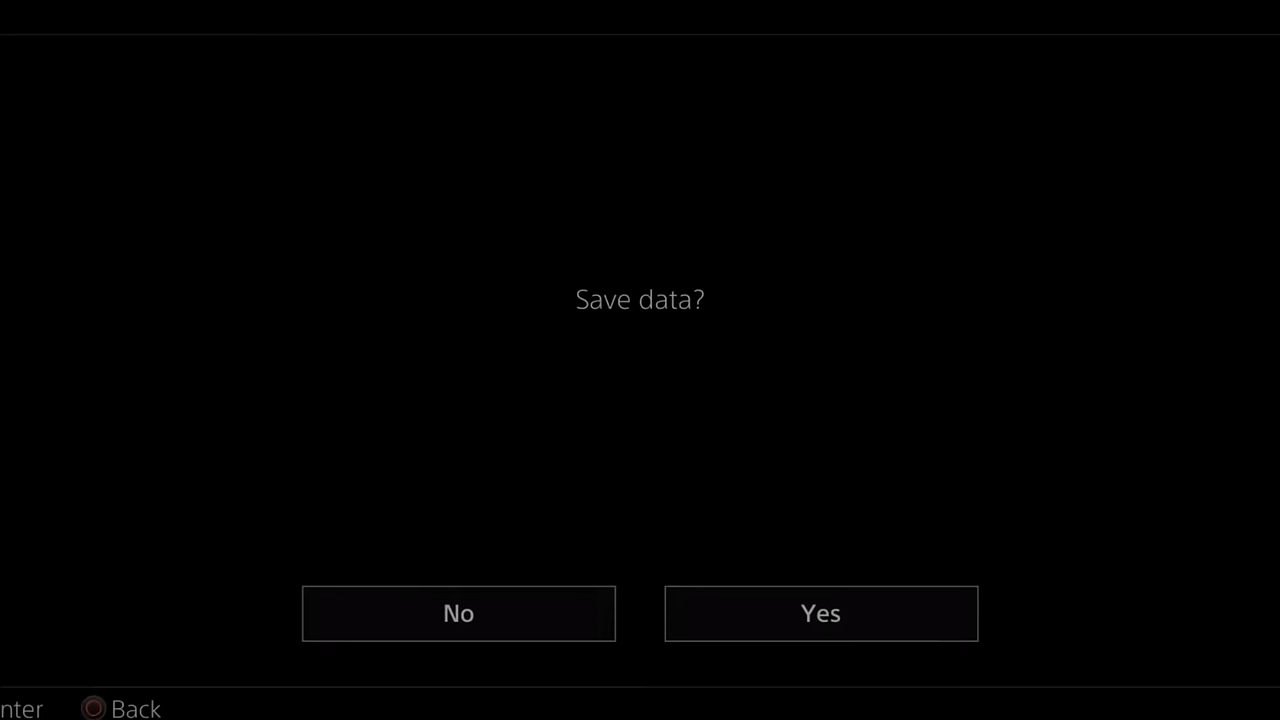 Save data?
No
Yes
nter
Back